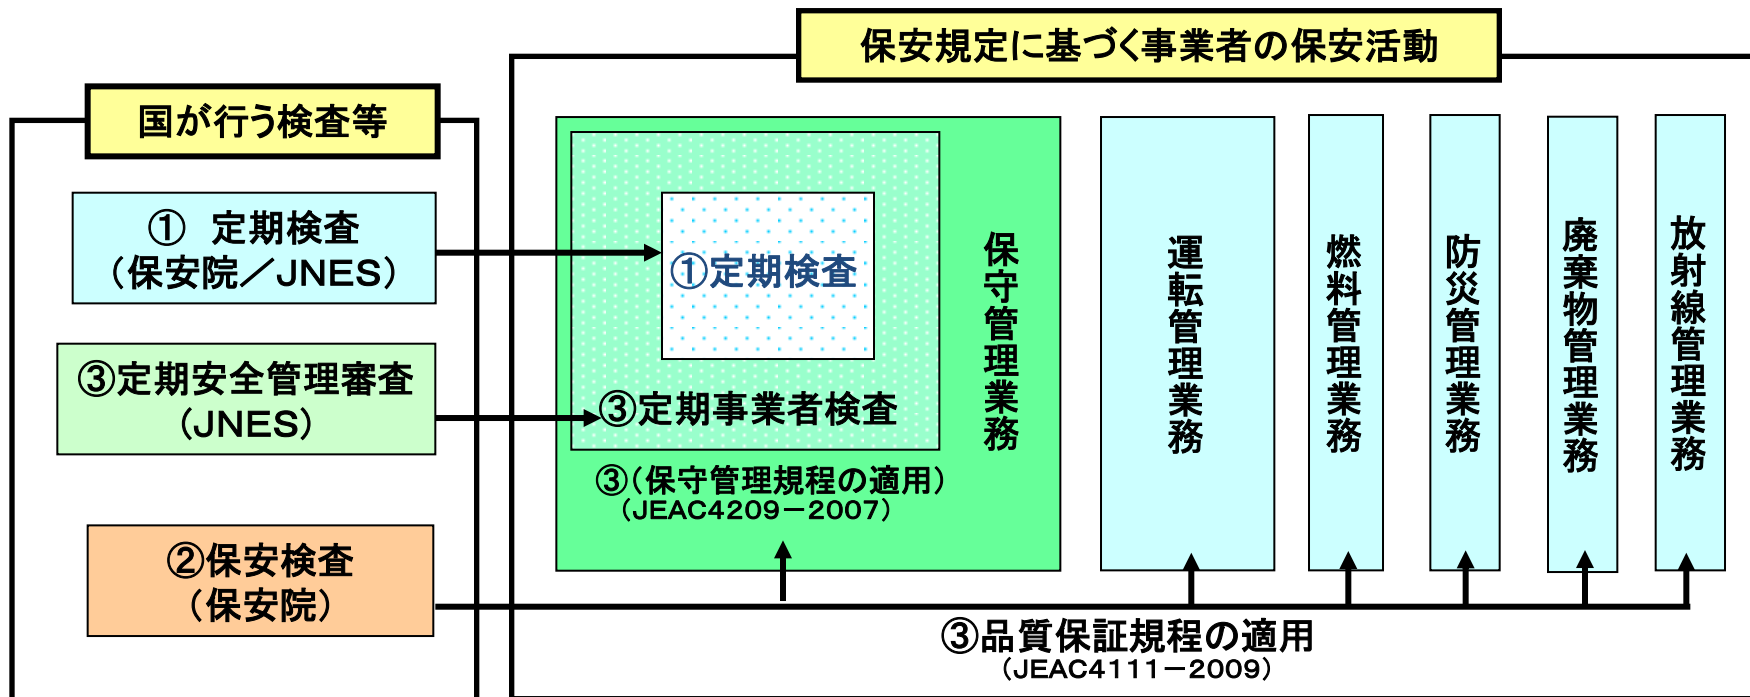 保安規定に基づく事業者の保安活動
国が行う検査等
① 定期検査
（保安院／JNES）
③定期安全管理審査
（JNES）
②保安検査
（保安院）
①定期検査
③定期事業者検査
③（保守管理規程の適用）
（JEAC4209－2007）
保守管理業務
運転管理業務
燃料管理業務
防災管理業務
廃棄物管理業務
放射線管理業務
③品質保証規程の適用
（JEAC4111－2009）